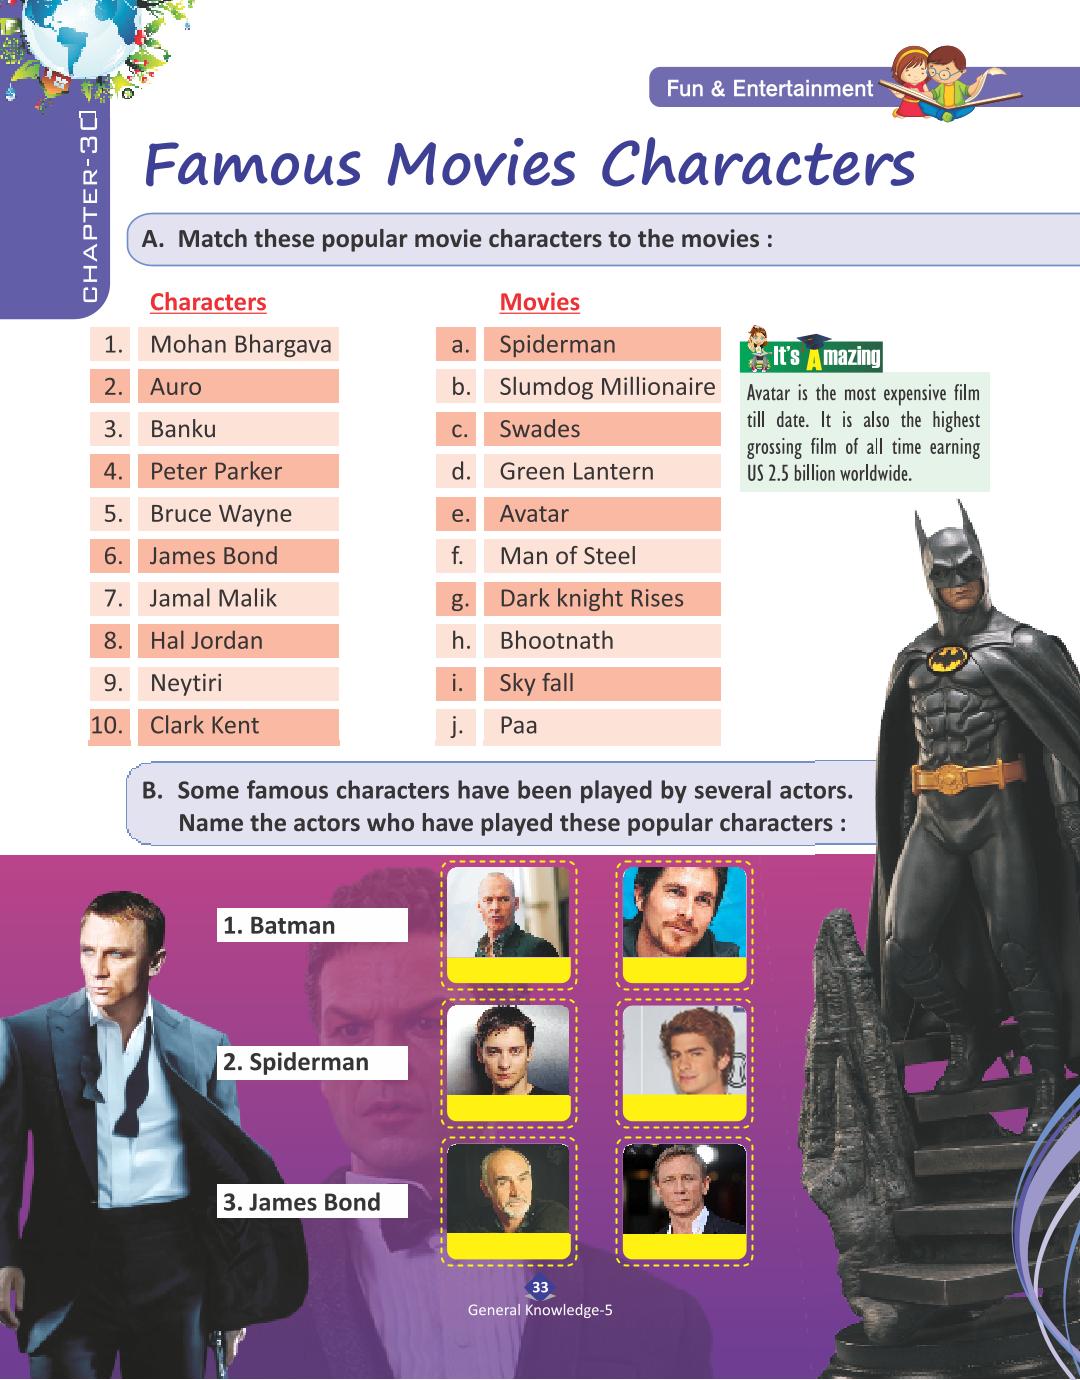 CHAPTER-30
Fun & Entertainment
Famous Movies Characters
A. Match these popular movie characters to the movies :
Characters
1. Mohan Bhargava
2. Auro
3. Banku
4. Peter Parker
5. Bruce Wayne
6. James Bond
7. Jamal Malik
8. Hal Jordan
9. Neytiri
10. Clark Kent
Movies
a. Spiderman
b. Slumdog Millionaire
c. Swades
d. Green Lantern
e. Avatar
f. Man of Steel
g. Dark knight Rises
h. Bhootnath
i. Sky fall
j. Paa
It's Amazing
Avatar is the most expensive film
till date. It is also the highest
grossing film of all time earning
US 2.5 billion worldwide.
B. Some famous characters have been played by several actors.
Name the actors who have played these popular characters :
1. Batman
2. Spiderman
3. James Bond
33
General Knowledge-5